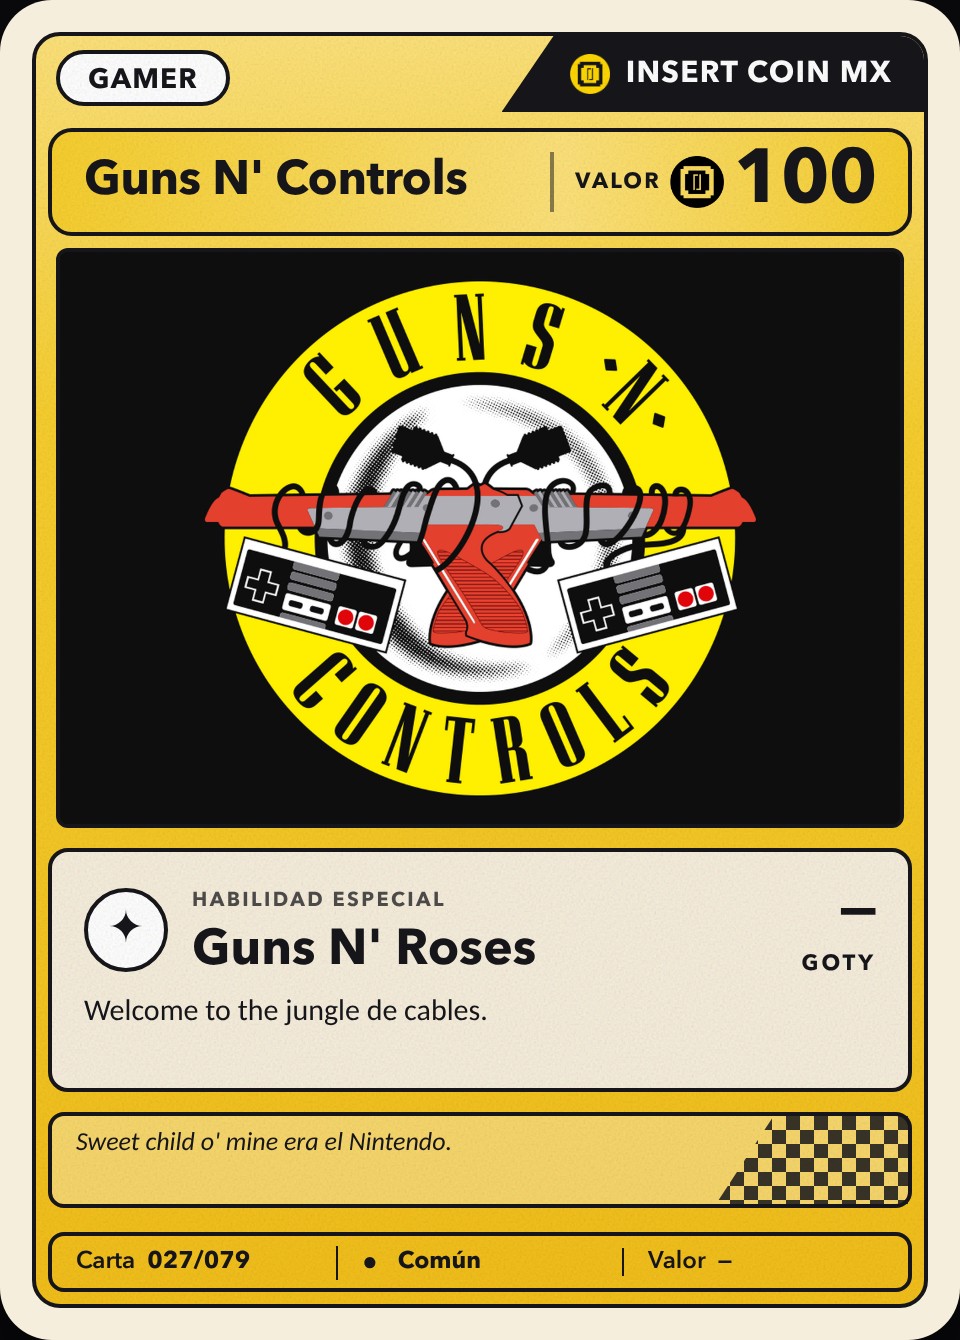 GAMER
INSERT COIN MX
Guns N' Controls
VALOR 100
GUNS ·N·
CONTROLS
HABILIDAD ESPECIAL
Guns N' Roses
–
GOTY
Welcome to the jungle de cables.
Sweet child o' mine era el Nintendo.
Carta 027/079 | ● Común | Valor –